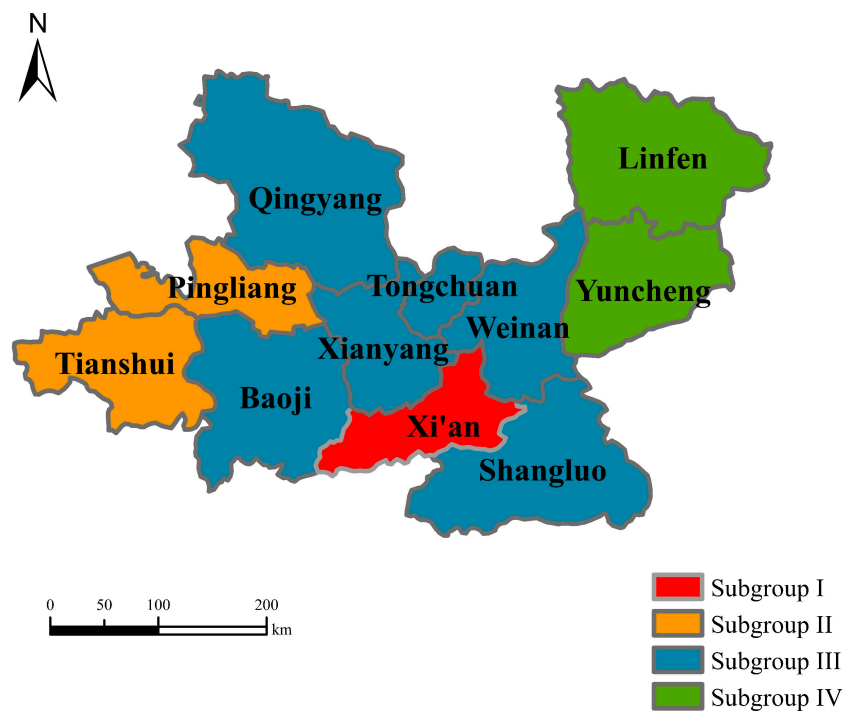 N
Linfen
Qingyang
Pingliang
Tongchuan
Yuncheng
Weinan
Xianyang
Tianshui
Baoji
Xi'an
Shangluo
0 50 100 200
km
Subgroup I
Subgroup II
Subgroup III
Subgroup IV